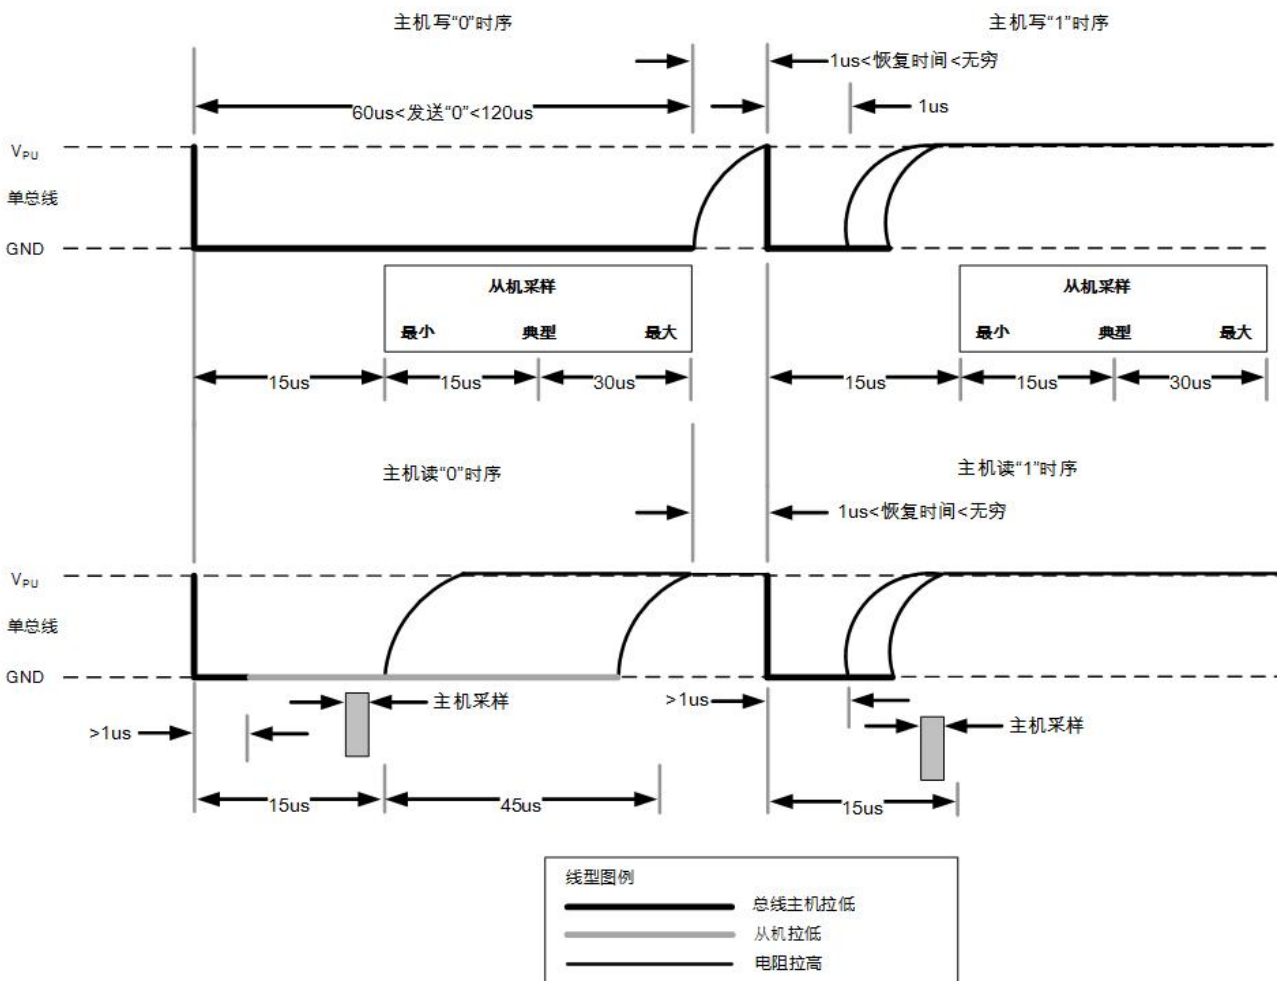 主机写“0”时序
主机写“1”时序
1us<恢复时间<无穷
60us<发送“0”<120us
1us
VPU
单总线
GND
从机采样
最小 典型 最大
从机采样
最小 典型 最大
15us 15us 30us
15us 15us 30us
主机读“0”时序
主机读“1”时序
1us<恢复时间<无穷
VPU
单总线
GND
主机采样
>1us
>1us
主机采样
15us 45us
15us
线型图例
总线主机拉低
从机拉低
电阻拉高